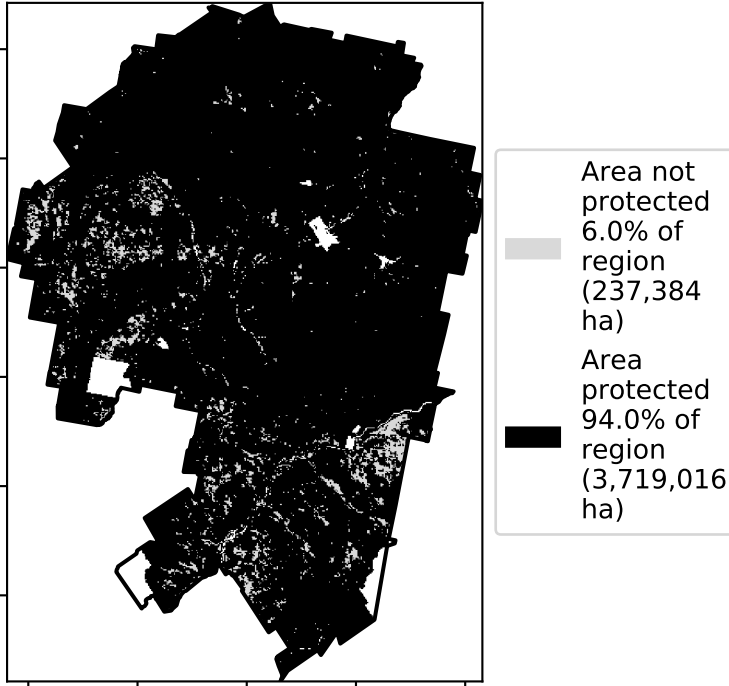 Area not
protected
6.0% of
region
(237,384
ha)
Area
protected
94.0% of
region
(3,719,016
ha)